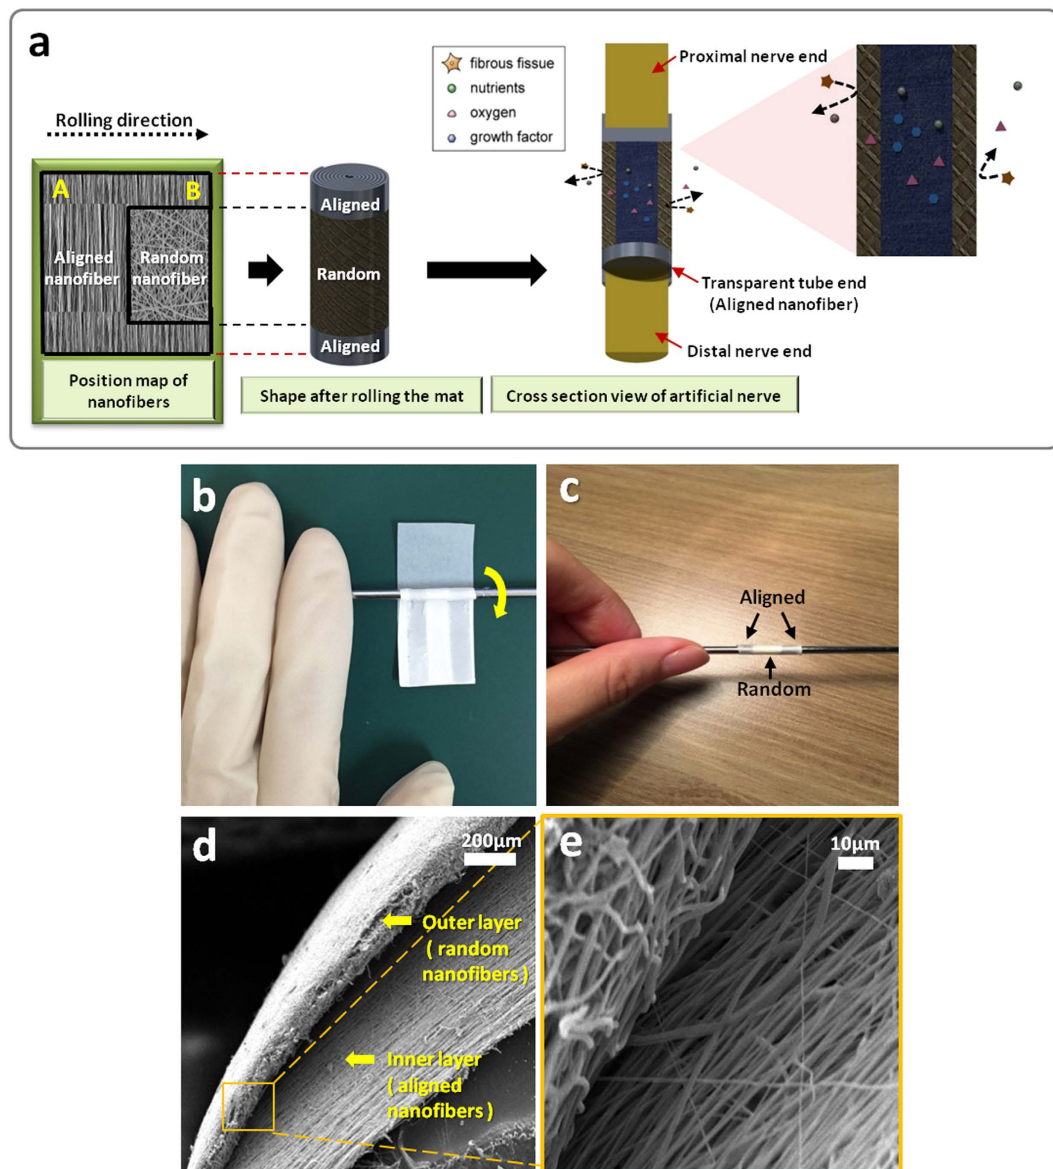 a
fibrous tissue
nutrients
oxygen
growth factor
Proximal nerve end
Rolling direction
A
B
Aligned
nanofiber
Random
nanofiber
Aligned
Random
Aligned
Transparent tube end
(Aligned nanofiber)
Distal nerve end
Position map of
nanofibers
Shape after rolling the mat
Cross section view of artificial nerve
b
c
Aligned
Random
d
200μm
Outer layer
( random
nanofibers )
Inner layer
( aligned
nanofibers )
e
10μm